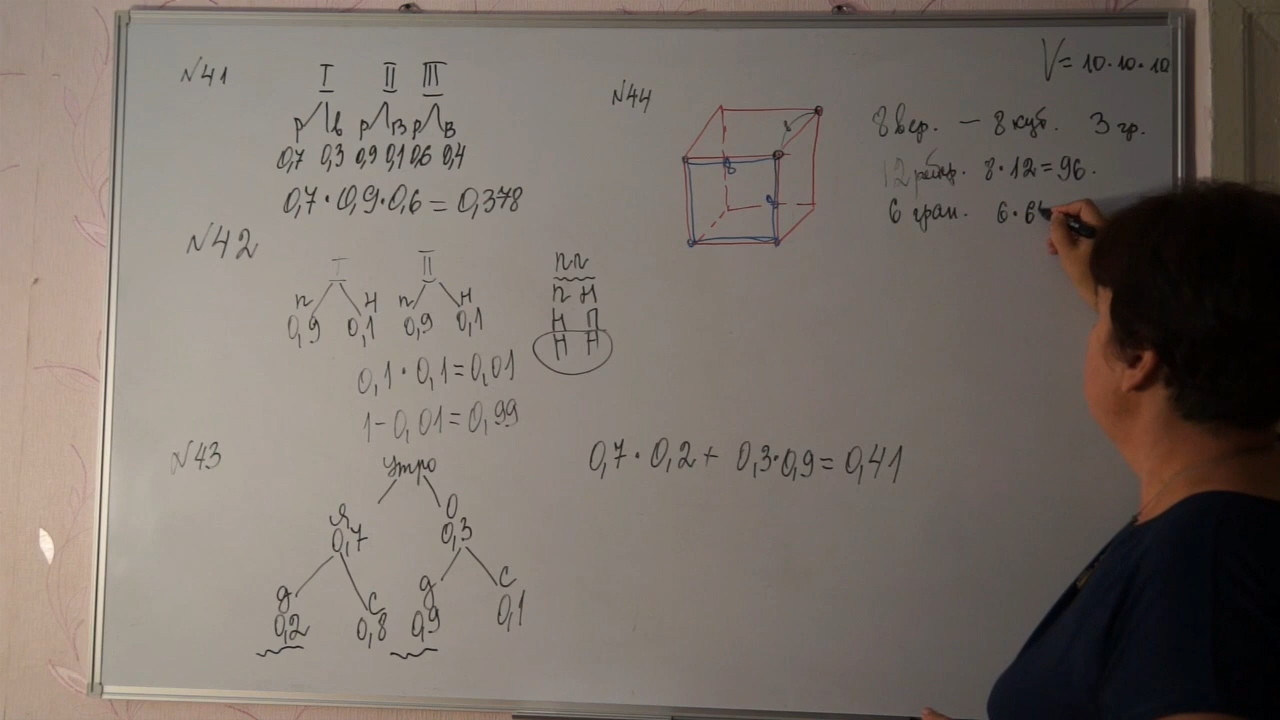 №41
I II III
р в р в р в
0,7 0,3 0,9 0,1 0,6 0,4
0,7·0,9·0,6=0,378
№42
I II
п н п н
0,9 0,1 0,9 0,1
0,1·0,1=0,01
1-0,01=0,99
пп
п н
н п
н н
№43
утро
Я О
0,7 0,3
д с д с
0,2 0,8 0,9 0,1
0,7·0,2+0,3·0,9=0,41
№44
8
V=10·10·10
8 вер. — 8 куб. 3 гр.
12 ребер. 8·12=96.
6 гран. 6·64